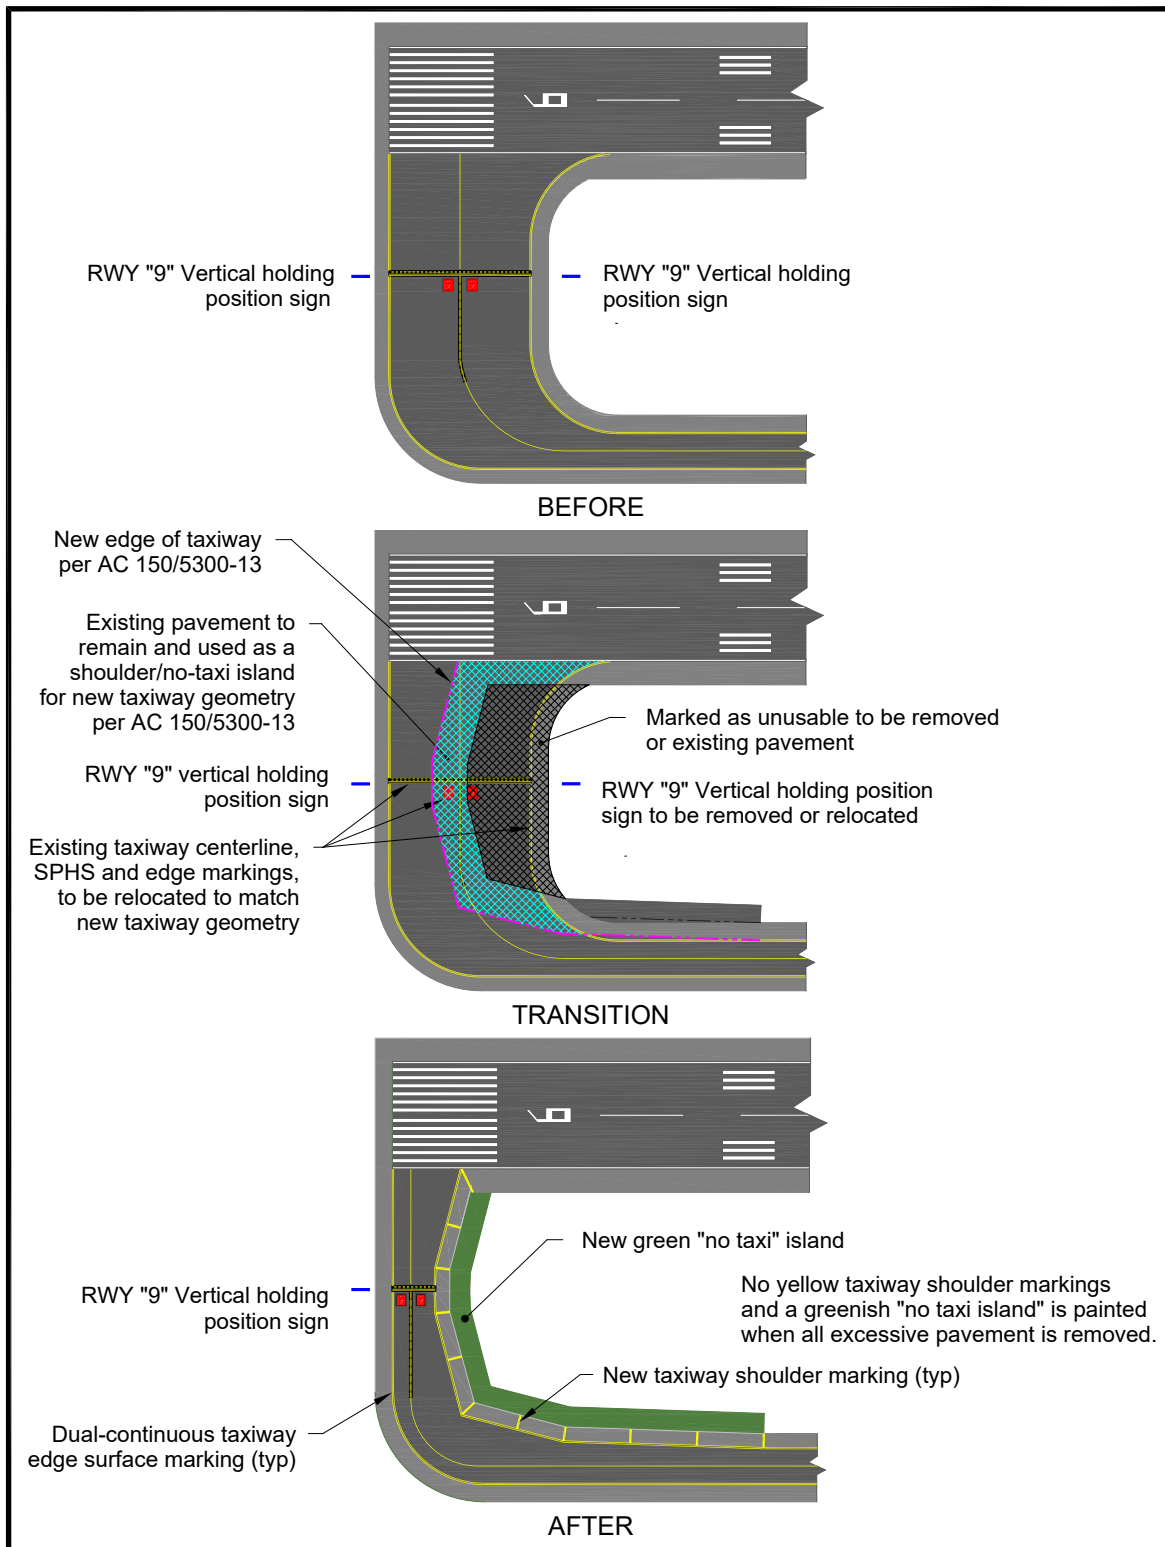 RWY "9" Vertical holding
position sign
RWY "9" Vertical holding
position sign
BEFORE
New edge of taxiway
per AC 150/5300-13
Existing pavement to
remain and used as a
shoulder/no-taxi island
for new taxiway geometry
per AC 150/5300-13
RWY "9" vertical holding
position sign
Existing taxiway centerline,
SPHS and edge markings,
to be relocated to match
new taxiway geometry
Marked as unusable to be removed
or existing pavement
RWY "9" Vertical holding position
sign to be removed or relocated
TRANSITION
New green "no taxi" island
No yellow taxiway shoulder markings
and a greenish "no taxi island" is painted
when all excessive pavement is removed.
RWY "9" Vertical holding
position sign
New taxiway shoulder marking (typ)
Dual-continuous taxiway
edge surface marking (typ)
AFTER